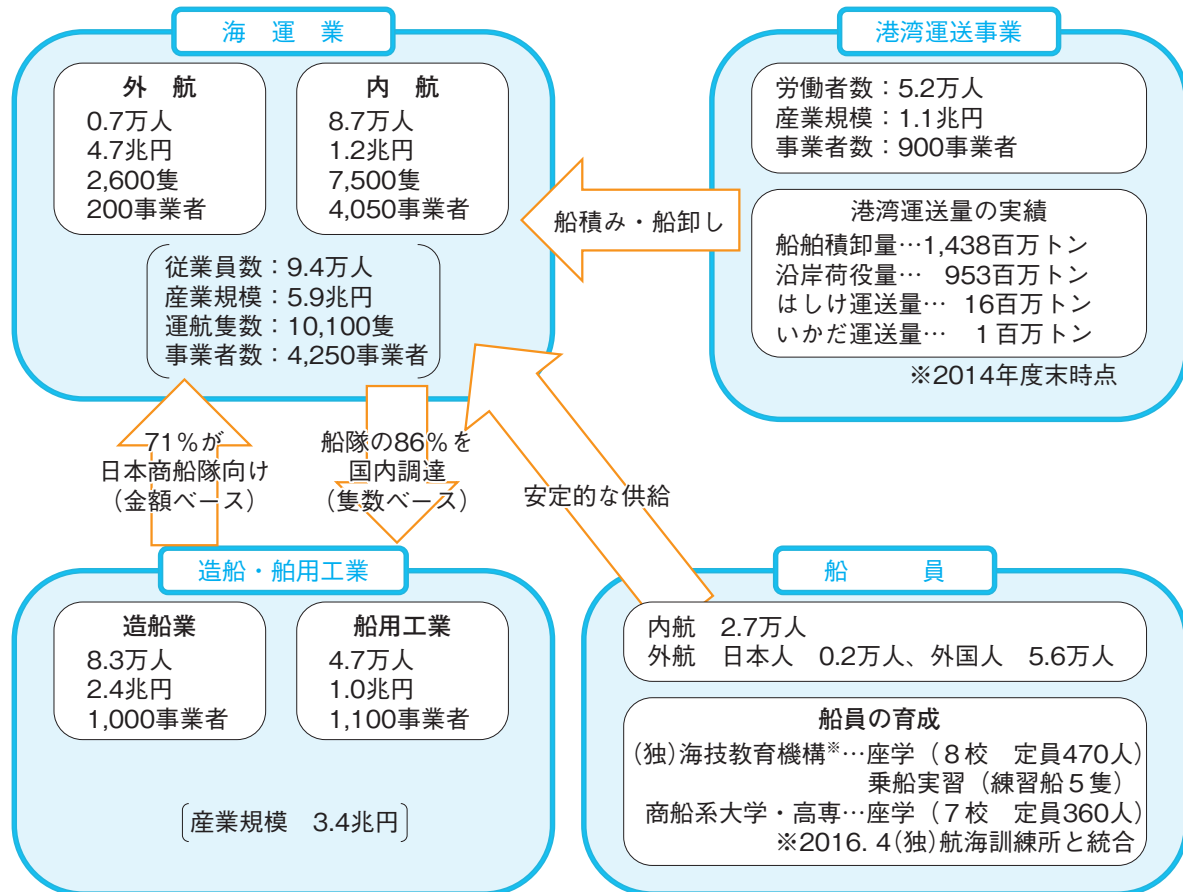 海運業
外航
0.7万人
4.7兆円
2,600隻
200事業者
内航
8.7万人
1.2兆円
7,500隻
4,050事業者
従業員数：9.4万人
産業規模：5.9兆円
運航隻数：10,100隻
事業者数：4,250事業者
港湾運送事業
労働者数：5.2万人
産業規模：1.1兆円
事業者数：900事業者
港湾運送量の実績
船舶積卸量…1,438百万トン
沿岸荷役量… 953百万トン
はしけ運送量… 16百万トン
いかだ運送量… 1百万トン
※2014年度末時点
船積み・船卸し
71％が
日本商船隊向け
（金額ベース）
船隊の86％を
国内調達
（隻数ベース）
安定的な供給
造船・舶用工業
造船業
8.3万人
2.4兆円
1,000事業者
舶用工業
4.7万人
1.0兆円
1,100事業者
産業規模 3.4兆円
船員
内航 2.7万人
外航 日本人 0.2万人、外国人 5.6万人
船員の育成
(独)海技教育機構※…座学（8校 定員470人）
乗船実習（練習船5隻）
商船系大学・高専…座学（7校 定員360人）
※2016. 4(独)航海訓練所と統合